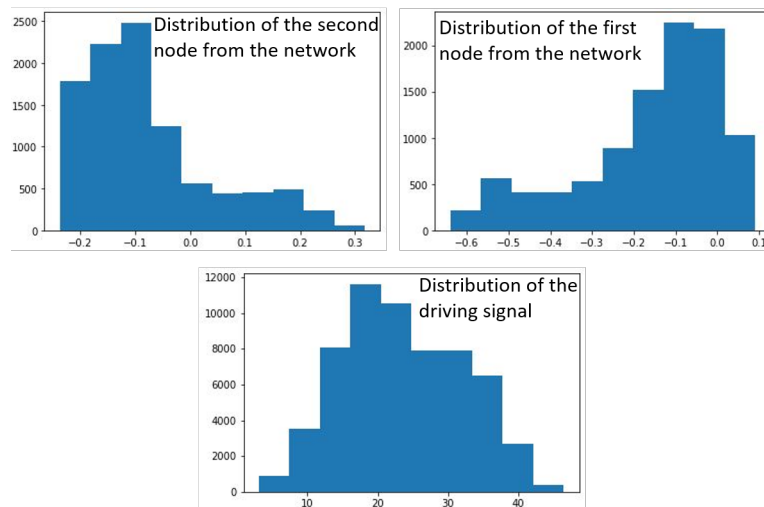 Distribution of the second
node from the network
2500
2000
1500
1000
500
0
−0.2 −0.1 0.0 0.1 0.2 0.3
Distribution of the first
node from the network
2000
1500
1000
500
0
−0.6 −0.5 −0.4 −0.3 −0.2 −0.1 0.0 0.1
Distribution of the
driving signal
12000
10000
8000
6000
4000
2000
0
10 20 30 40